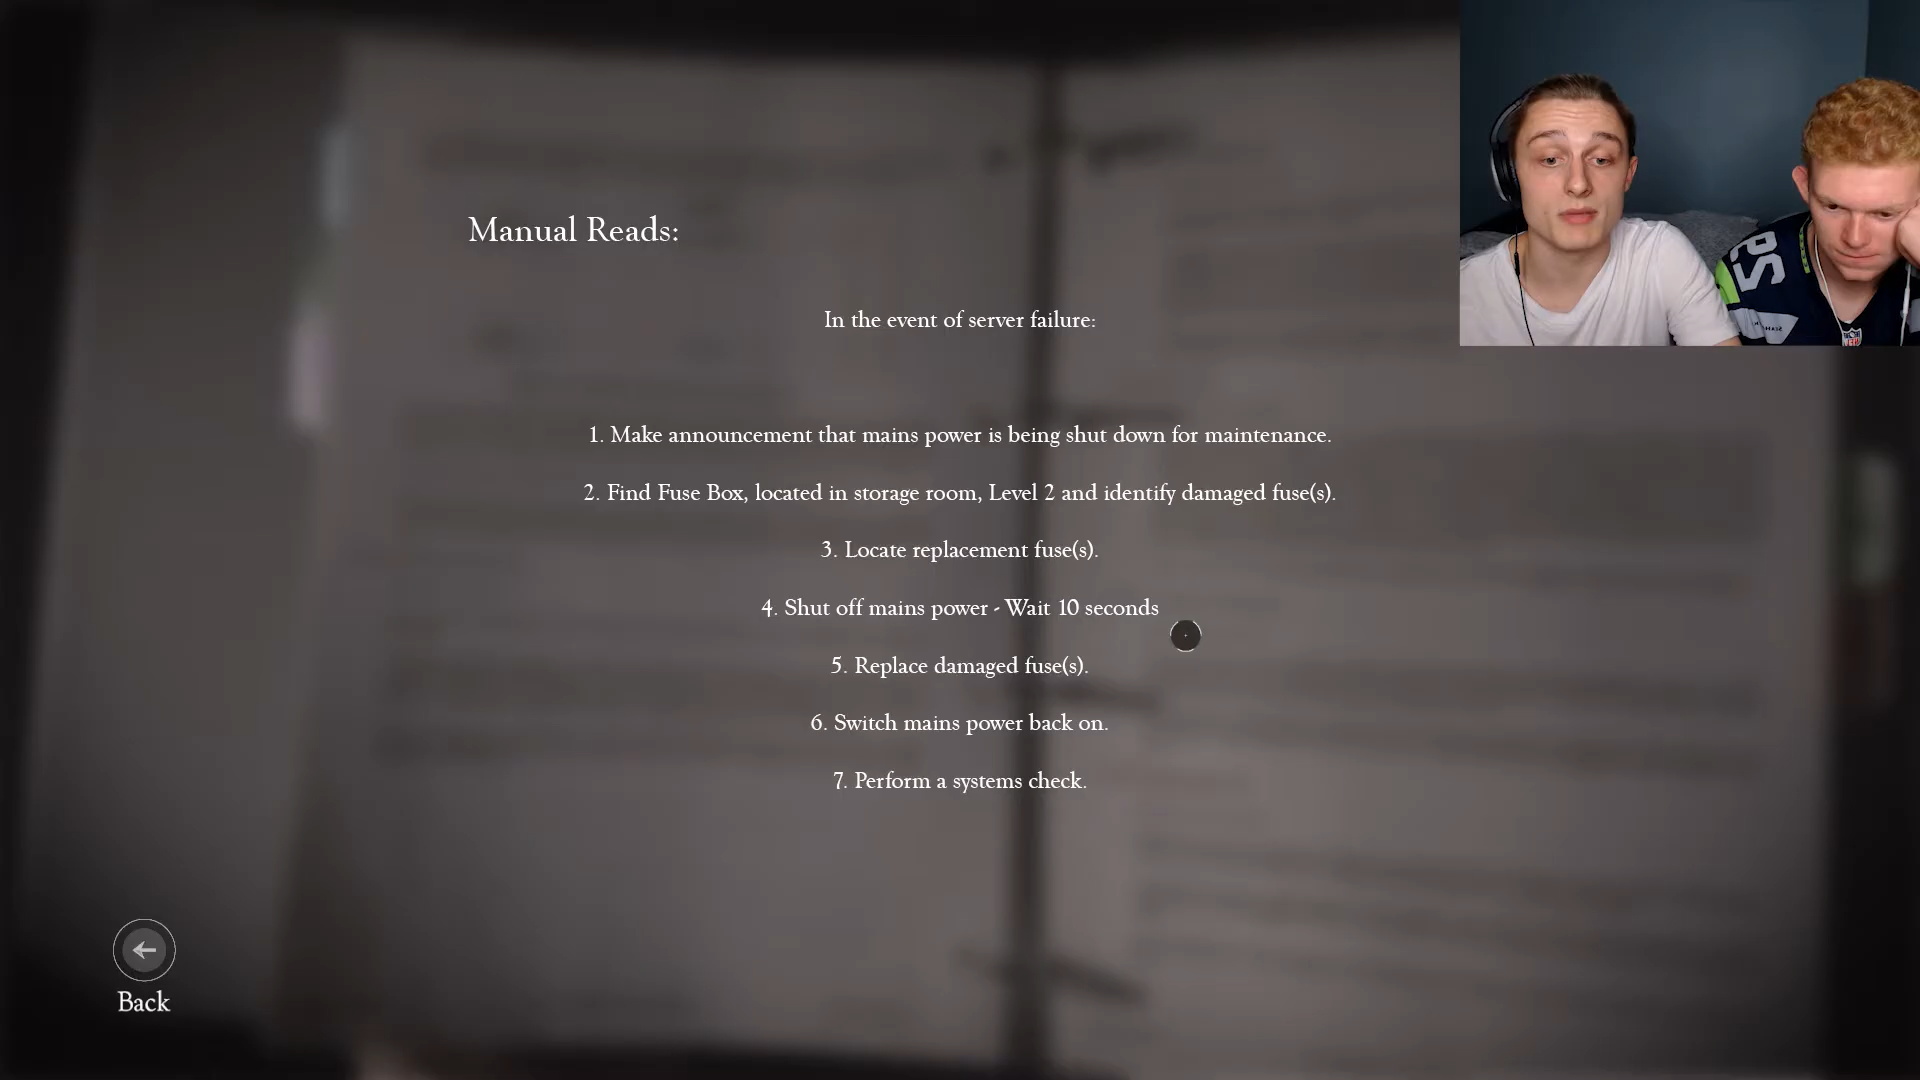 Manual Reads:
In the event of server failure:
1. Make announcement that mains power is being shut down for maintenance.
2. Find Fuse Box, located in storage room, Level 2 and identify damaged fuse(s).
3. Locate replacement fuse(s).
4. Shut off mains power - Wait 10 seconds
5. Replace damaged fuse(s).
6. Switch mains power back on.
7. Perform a systems check.
Back